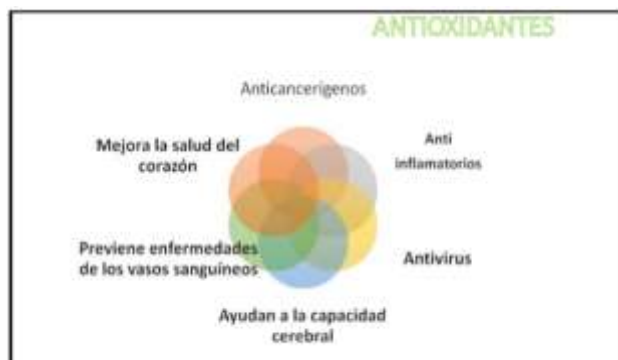 ANTIOXIDANTES
Anticancerígenos
Anti
inflamatorios
Mejora la salud del
corazón
Antivirus
Previene enfermedades
de los vasos sanguíneos
Ayudan a la capacidad
cerebral